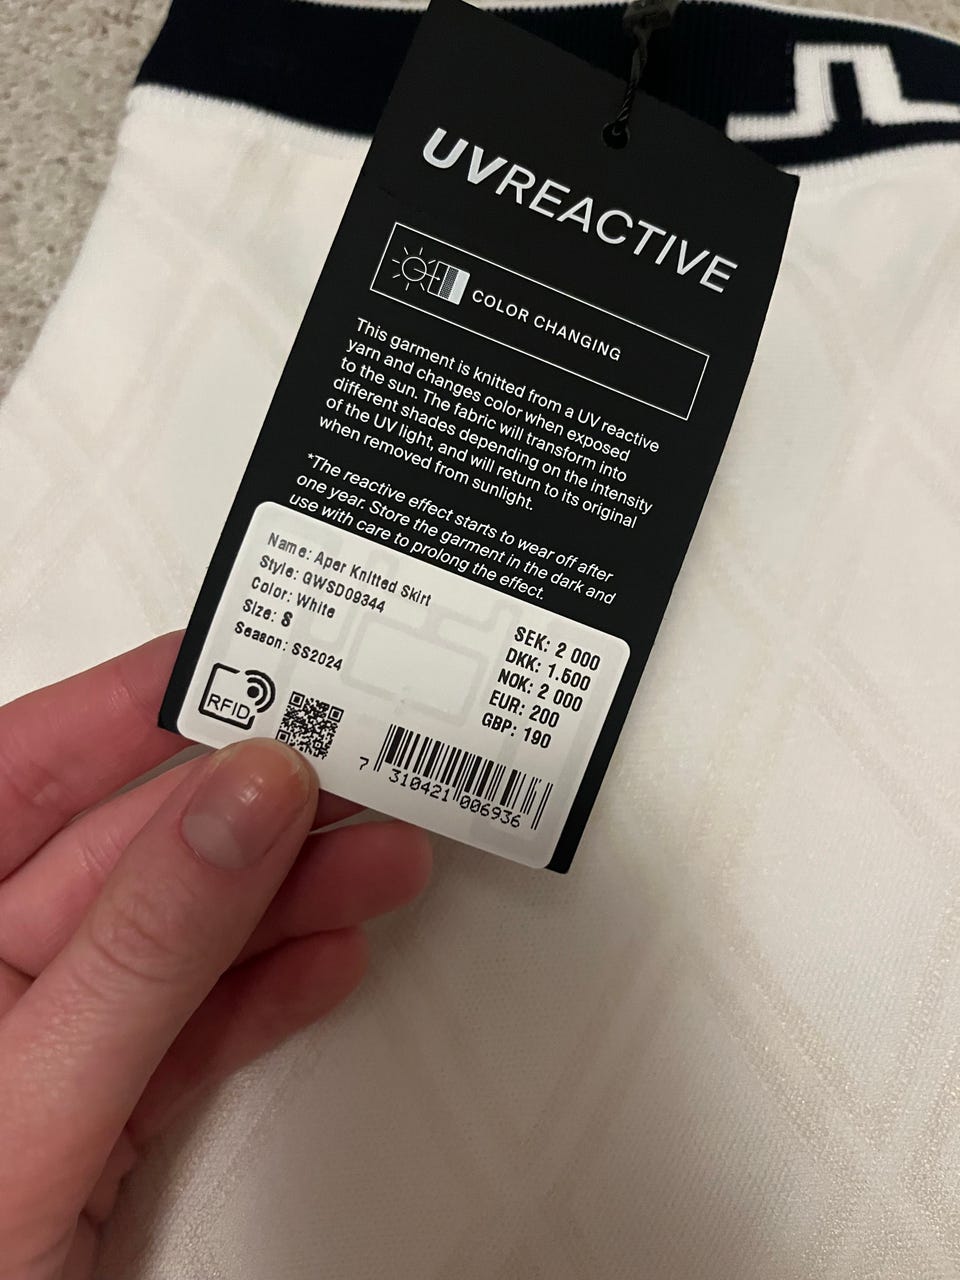 UVREACTIVE
COLOR CHANGING
This garment is knitted from a UV reactive
yarn and changes color when exposed
to the sun. The fabric will transform into
different shades depending on the intensity
of the UV light, and will return to its original
when removed from sunlight.
*The reactive effect starts to wear off after
one year. Store the garment in the dark and
use with care to prolong the effect.
Name: Aper Knitted Skirt
Style: GWSD09344
Color: White
Size: S
Season: SS2024
SEK: 2 000
DKK: 1.500
NOK: 2 000
EUR: 200
GBP: 190
RFID
7 310421 006936